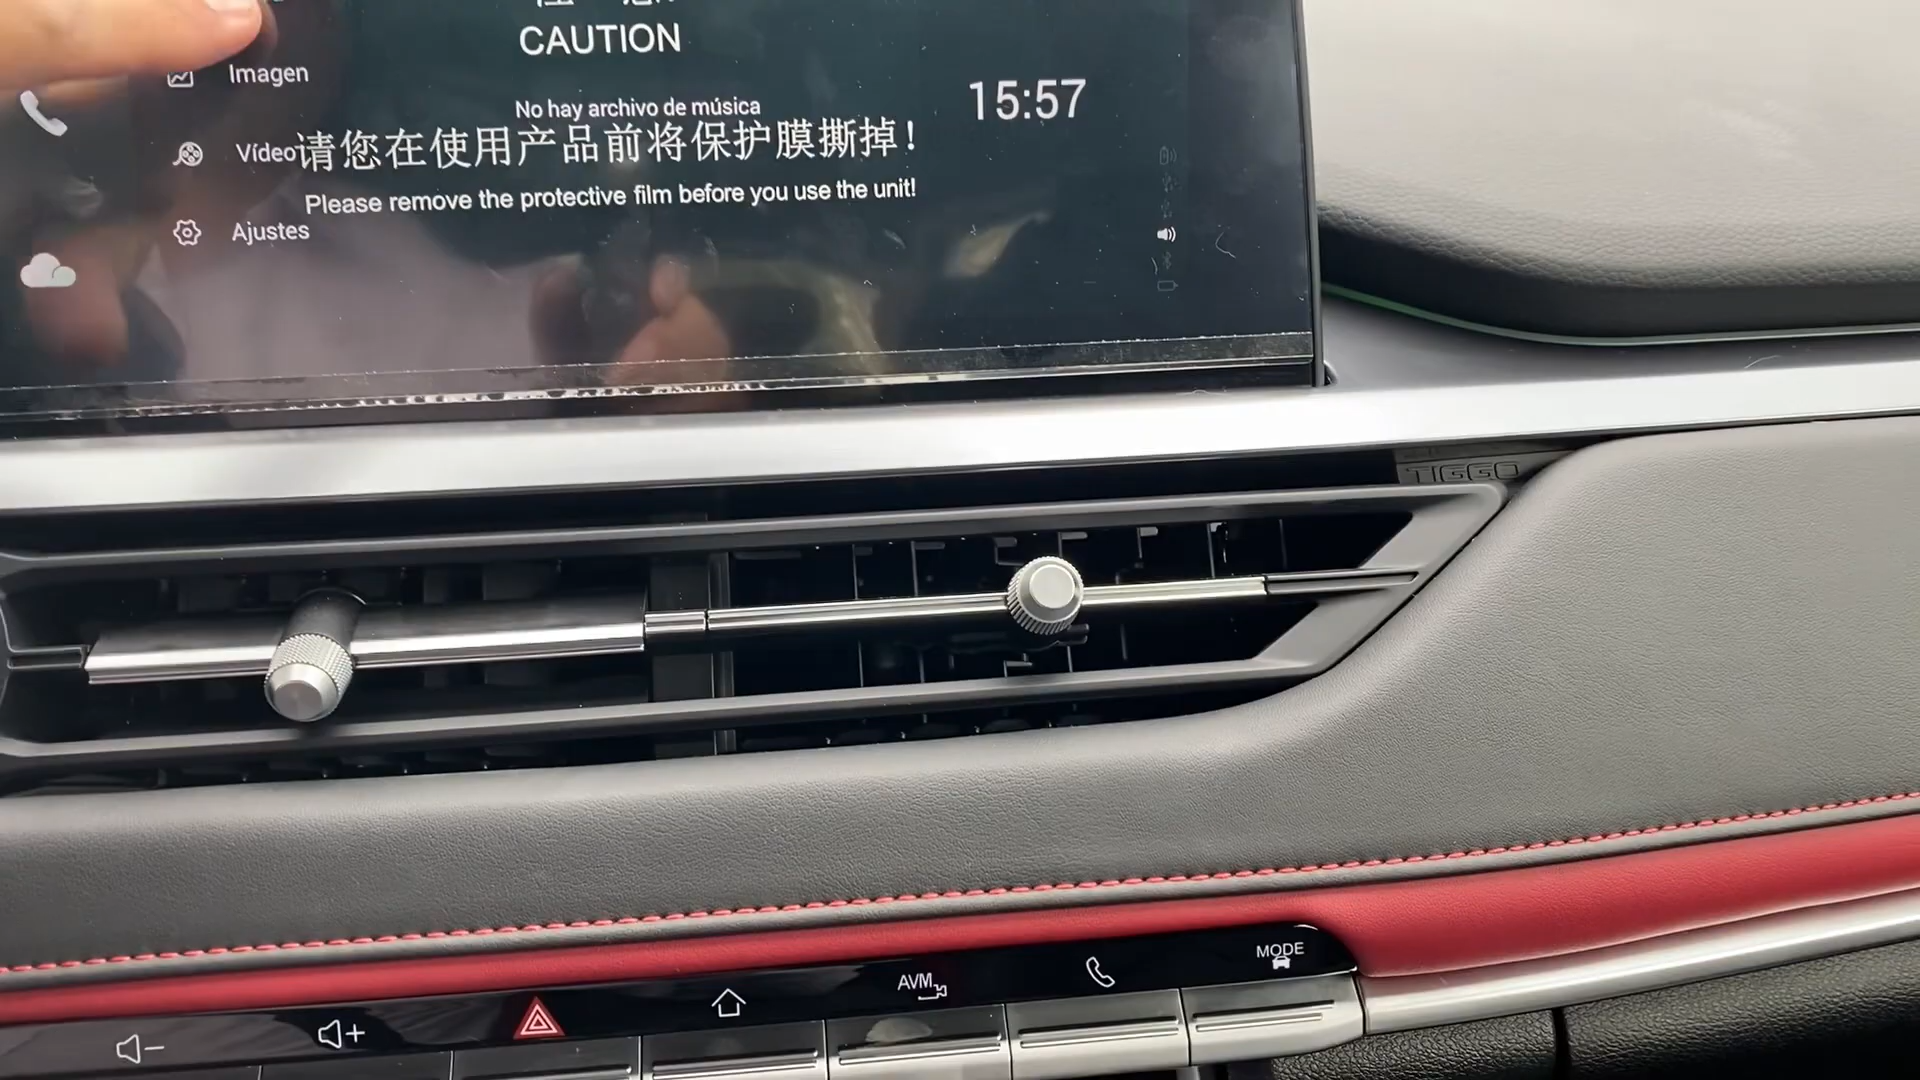 CAUTION
Imagen
No hay archivo de música
15:57
Vídeo
请您在使用产品前将保护膜撕掉!
Please remove the protective film before you use the unit!
Ajustes
TIGGO
MODE
AVM